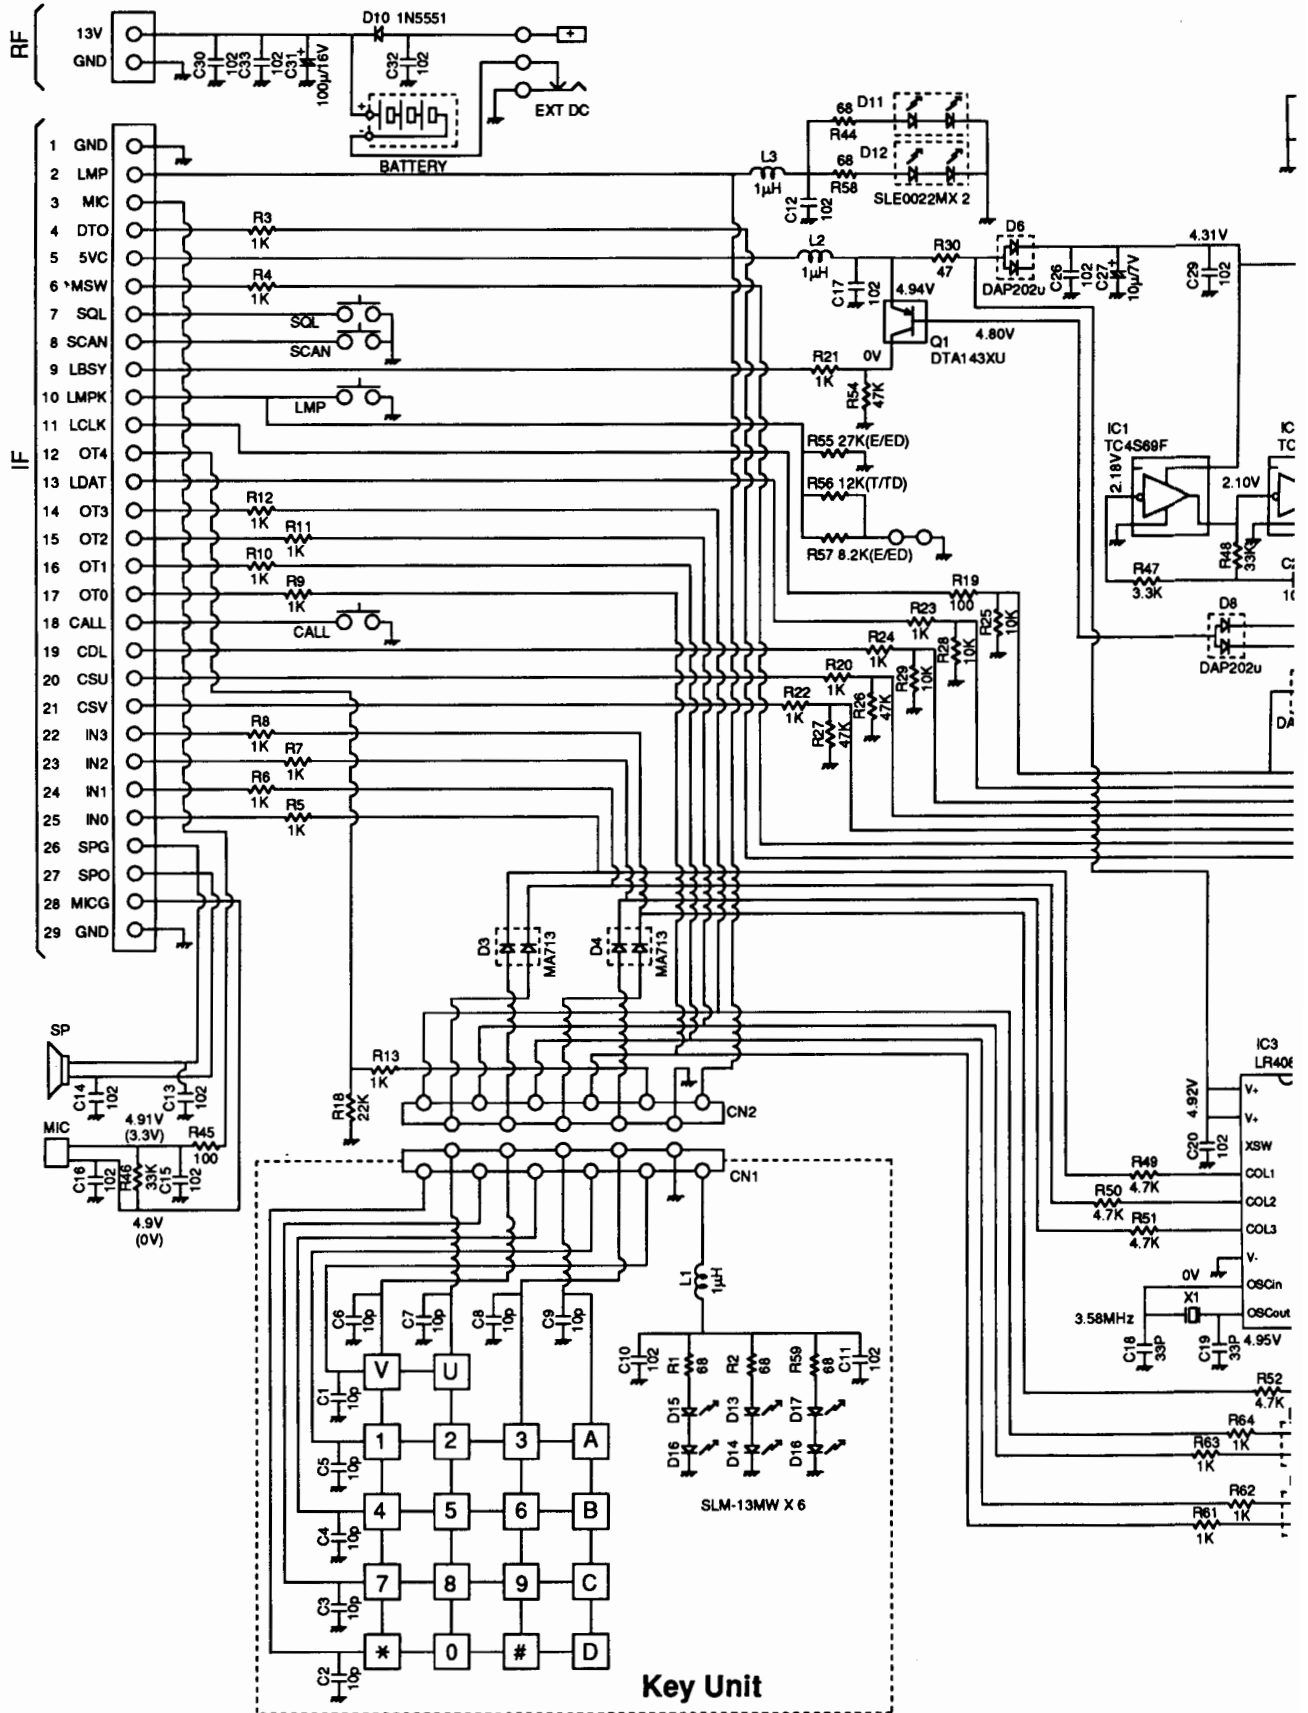 RF
13V
GND
C30 102
C33 102
C31 100µ/16V
+
D10 1N5551
C32 102
+
EXT DC
+
-
BATTERY
IF
1 GND
2 LMP
3 MIC
4 DTO
5 5VC
6 MSW
7 SQL
8 SCAN
9 LBSY
10 LMPK
11 LCLK
12 OT4
13 LDAT
14 OT3
15 OT2
16 OT1
17 OT0
18 CALL
19 CDL
20 CSU
21 CSV
22 IN3
23 IN2
24 IN1
25 IN0
26 SPG
27 SPO
28 MICG
29 GND
R3 1K
R4 1K
SQL
SCAN
LMP
R12 1K
R11 1K
R10 1K
R9 1K
CALL
R8 1K
R7 1K
R6 1K
R5 1K
L3 1µH
C12 102
68 R44
68 R58
D11
D12
SLE0022MX 2
L2 1µH
C17 102
R30 47
D6
DAP202u
C26 102
C27 10µ/7V
+
4.31V
C29 102
4.94V
4.80V
Q1
DTA143XU
R21 1K
0V
R54 47K
R55 27K(E/ED)
R56 12K(T/TD)
R57 8.2K(E/ED)
IC1
TC4S69F
2.18V
2.10V
IC
TC
R47 3.3K
R48 33K
D8
DAP202u
DA
R19 100
R25 10K
R23 1K
R28 10K
R24 1K
R29 10K
R20 1K
R26 47K
R22 1K
R27 47K
D3
MA713
D4
MA713
SP
C14 102
C13 102
MIC
4.91V
(3.3V)
R45 100
C16 102
R46 33K
C15 102
4.9V
(0V)
R13 1K
R18 22K
CN2
CN1
IC3
LR408
4.92V
C20 102
V+
V+
XSW
COL1
COL2
COL3
V-
OSCin
OSCout
R49 4.7K
R50 4.7K
R51 4.7K
0V
X1
3.58MHz
C18 33P
C19 33P
4.95V
R52 4.7K
R64 1K
R63 1K
R62 1K
R61 1K
L1 1µH
C6 10p
C7 10p
C8 10p
C9 10p
C10 102
R1 68
R2 68
R59 68
C11 102
D15
D13
D17
D16
D14
D16
SLM-13MW X 6
C1 10p
C5 10p
C4 10p
C3 10p
C2 10p
V U
1 2 3 A
4 5 6 B
7 8 9 C
* 0 # D
Key Unit